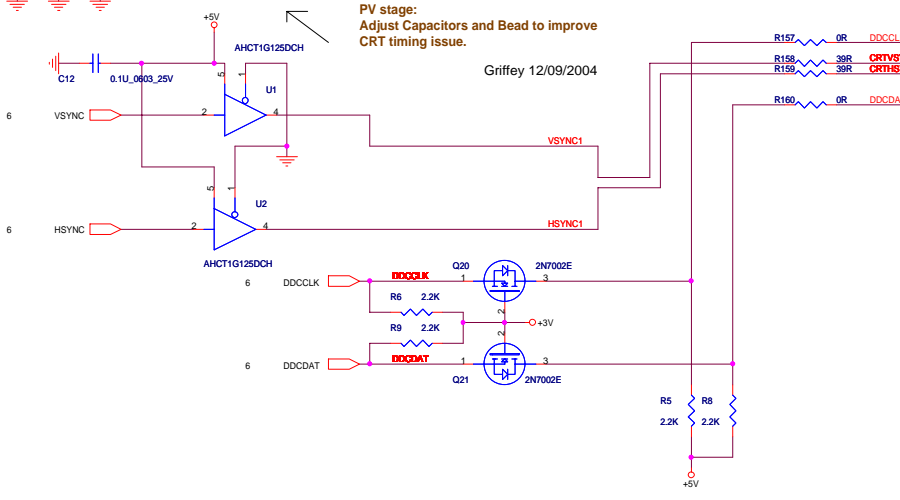 PV stage:
Adjust Capacitors and Bead to improve
CRT timing issue.
Griffey 12/09/2004
+5V
AHCT1G125DCH
C12 0.1U_0603_25V
5 1
U1
6 VSYNC 2 4
VSYNC1
5 1
U2
6 HSYNC 2 4
HSYNC1
AHCT1G125DCH
R157 0R DDCCL
R158 39R CRTVS
R159 39R CRTHS
R160 0R DDCDA
Q20 2N7002E
6 DDCCLK DDCCLK 1 3
R6 2.2K
2
+3V
R9 2.2K
2
6 DDCDAT DDCDAT 1 3
Q21 2N7002E
R5 R8
2.2K 2.2K
+5V